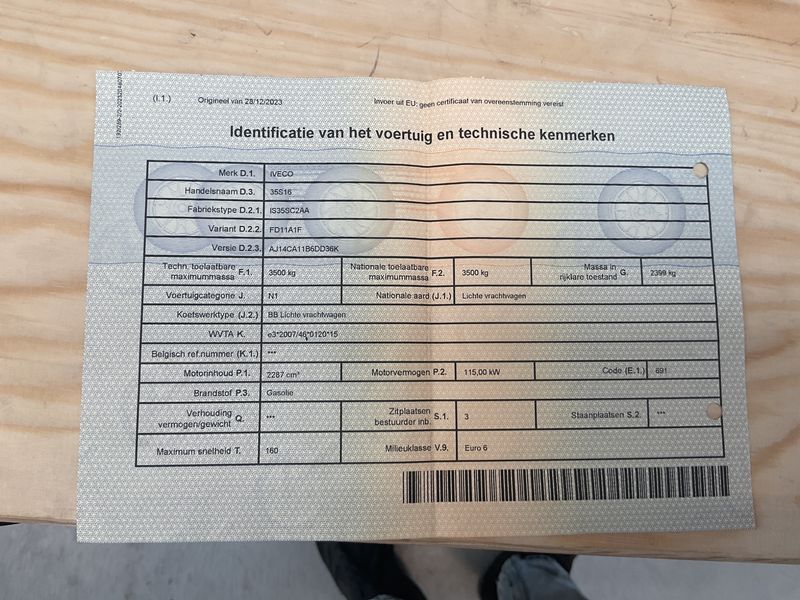 (I.1.) Origineel van 28/12/2023 Invoer uit EU: geen certificaat van overeenstemming vereist
Identificatie van het voertuig en technische kenmerken
Merk D.1. IVECO
Handelsnaam D.3. 35S16
Fabriekstype D.2.1. IS35SC2AA
Variant D.2.2. FD11A1F
Versie D.2.3. AJ14CA11B6DD36K
Techn. toelaatbare maximummassa F.1. 3500 kg Nationale toelaatbare maximummassa F.2. 3500 kg Massa in rijklare toestand G. 2399 kg
Voertuigcategorie J. N1 Nationale aard (J.1.) Lichte vrachtwagen
Koetswerktype (J.2.) BB Lichte vrachtwagen
WVTA K. e3*2007/46*0120*15
Belgisch ref.nummer (K.1.) ***
Motorinhoud P.1. 2287 cm³ Motorvermogen P.2. 115,00 kW Code (E.1.) 691
Brandstof P.3. Gasolie
Verhouding vermogen/gewicht Q. *** Zitplaatsen bestuurder inb. S.1. 3 Staanplaatsen S.2. ***
Maximum snelheid T. 160 Milieuklasse V.9. Euro 6